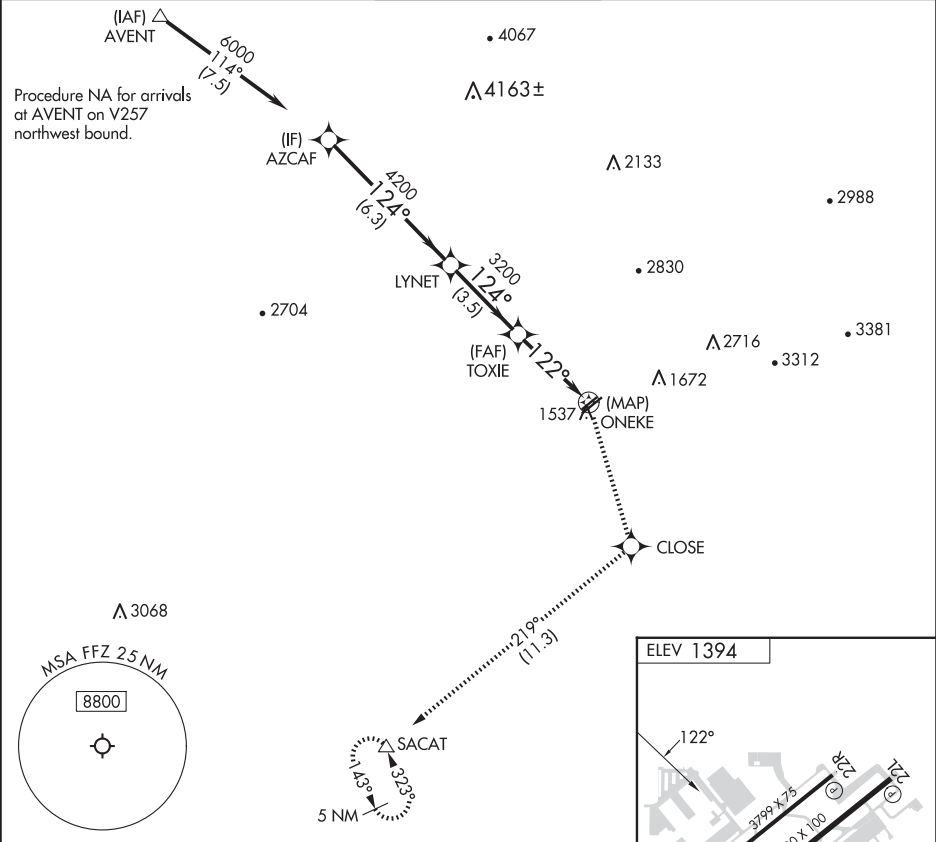 (IAF)
AVENT
6000
114°
(7.5)
4067
4163±
Procedure NA for arrivals
at AVENT on V257
northwest bound.
(IF)
AZCAF
2133
4200
124°
(6.3)
2988
LYNET
3200
124°
(3.5)
2830
2704
(FAF)
TOXIE
122°
2716
3381
3312
1672
1537
(MAP)
ONEKE
CLOSE
3068
219°
(11.3)
MSA FFZ 25 NM
8800
SACAT
143°
323°
5 NM
ELEV 1394
122°
22R
22L
P
P
3799 X 75
0 X 100